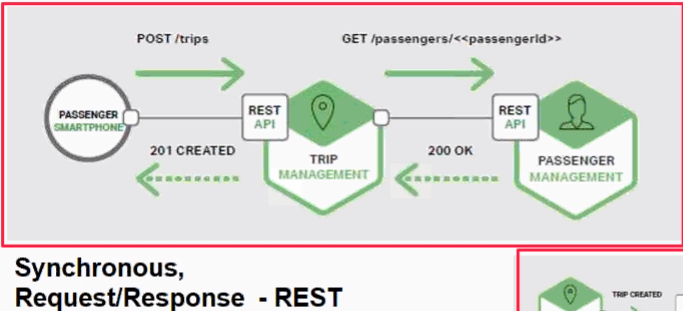 POST /trips
GET /passengers/<<passengerId>>
PASSENGER
SMARTPHONE
REST
API
REST
API
201 CREATED
200 OK
TRIP
MANAGEMENT
PASSENGER
MANAGEMENT
Synchronous,
Request/Response - REST
TRIP CREATED